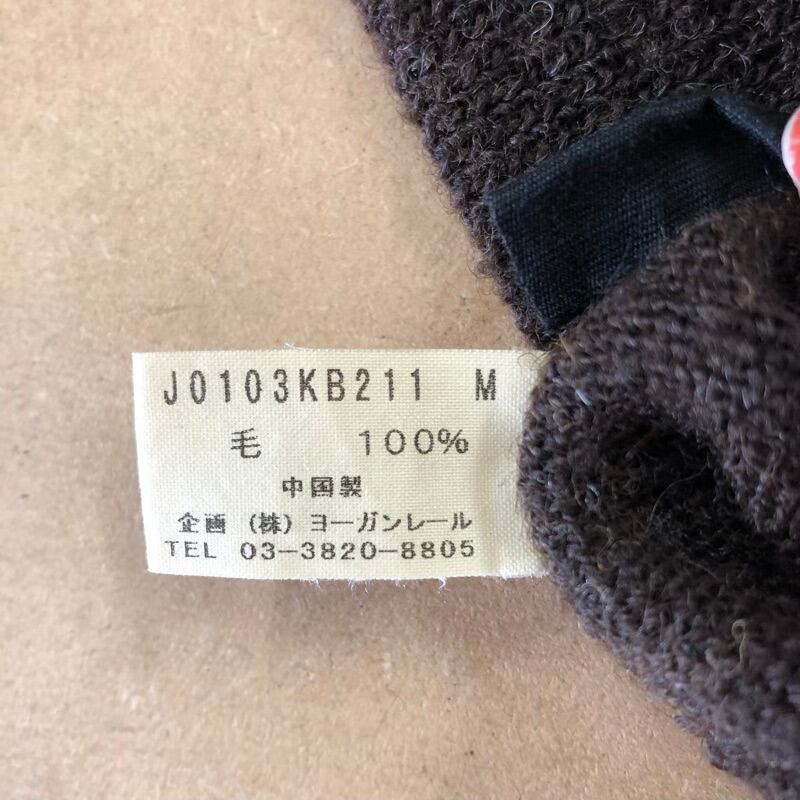 J0103KB211 M
毛 100%
中国製
企画 (株) ヨーガンレール
TEL 03-3820-8805